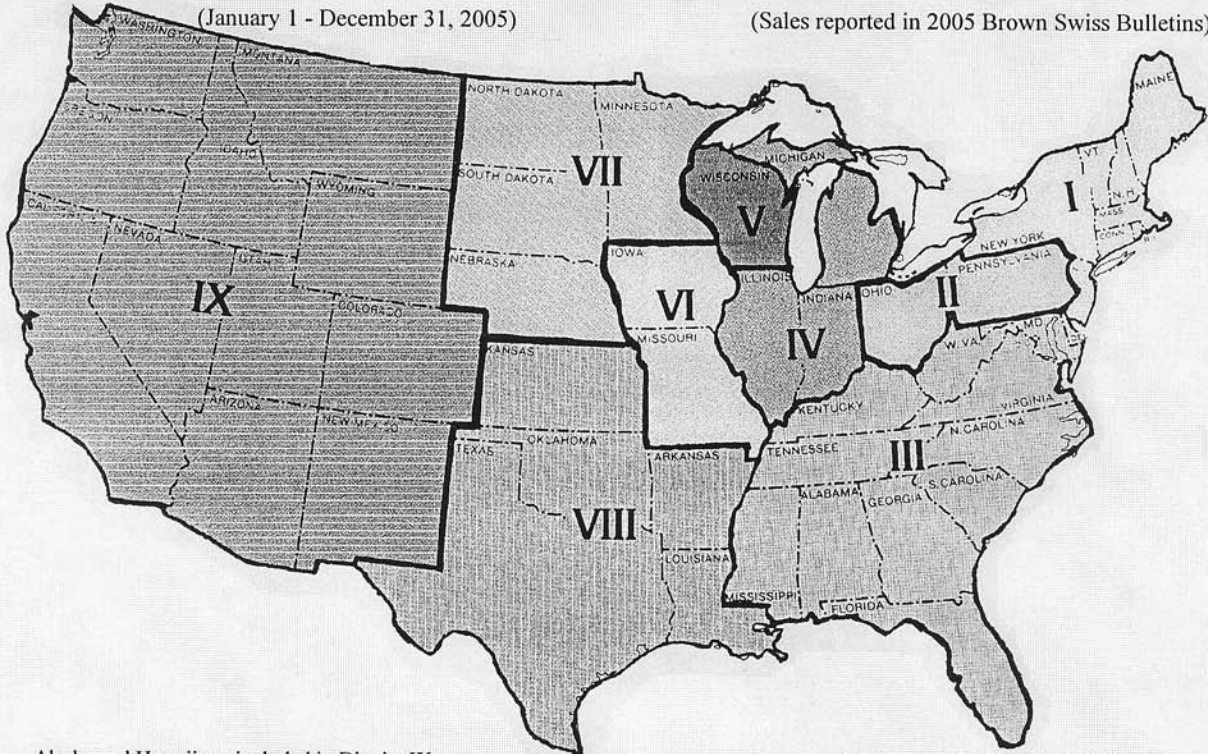 (January 1 - December 31, 2005)
(Sales reported in 2005 Brown Swiss Bulletins)
WASHINGTON
MONTANA
NORTH DAKOTA
MINNESOTA
MAINE
IDAHO
VII
MICHIGAN
VT.
SOUTH DAKOTA
WISCONSIN
WYOMING
N.H.
I
V
MASS
CONN
R.I.
NEVADA
NEW YORK
UTAH
NEBRASKA
IOWA
PENNSYLVANIA
ILLINOIS
INDIANA
OHIO
II
IX
COLORADO
VI
MD
MISSOURI
IV
W. VA.
KANSAS
KENTUCKY
VIRGINIA
ARIZONA
NEW MEXICO
OKLAHOMA
N. CAROLINA
TEXAS
ARKANSAS
TENNESSEE
III
S. CAROLINA
ALABAMA
GEORGIA
VIII
LOUISIANA
MISSISSIPPI
FLORIDA